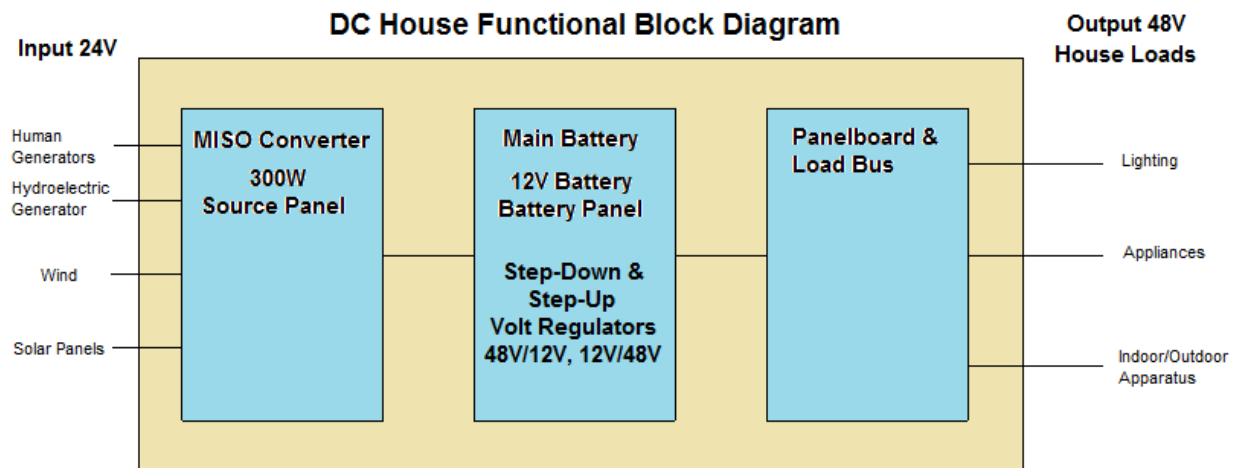 DC House Functional Block Diagram
Input 24V
Output 48V
House Loads
Human
Generators
Hydroelectric
Generator
Wind
Solar Panels
MISO Converter
300W
Source Panel
Main Battery
12V Battery
Battery Panel
Step-Down &
Step-Up
Volt Regulators
48V/12V, 12V/48V
Panelboard &
Load Bus
Lighting
Appliances
Indoor/Outdoor
Apparatus